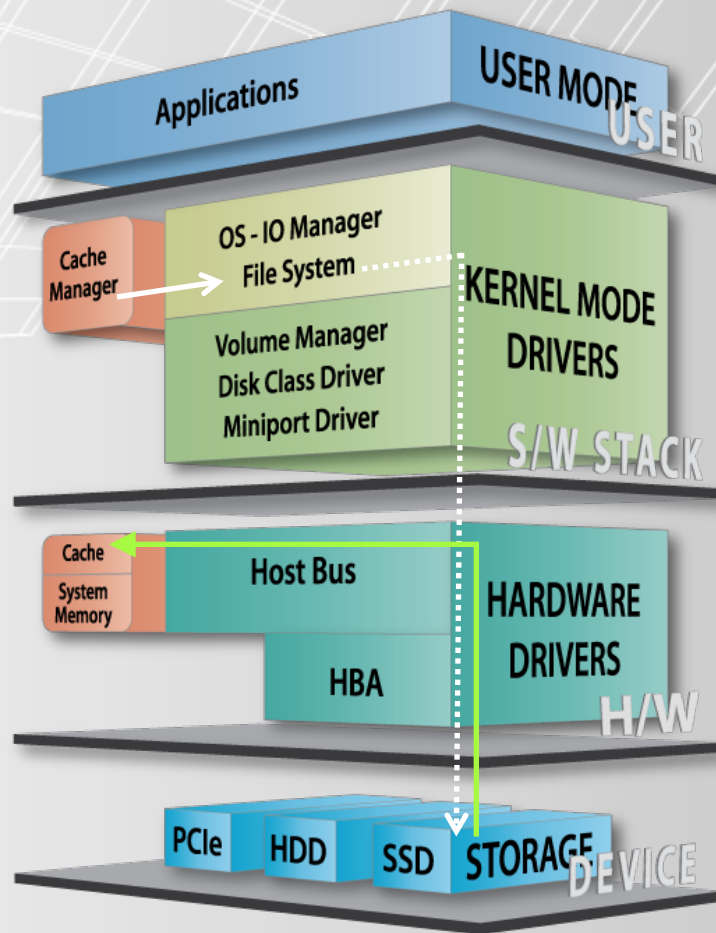 Applications
USER MODE
USER
Cache
Manager
OS - IO Manager
File System
Volume Manager
Disk Class Driver
Miniport Driver
KERNEL MODE
DRIVERS
S/W STACK
Cache
System
Memory
Host Bus
HBA
HARDWARE
DRIVERS
H/W
PCIe
HDD
SSD
STORAGE
DEVICE